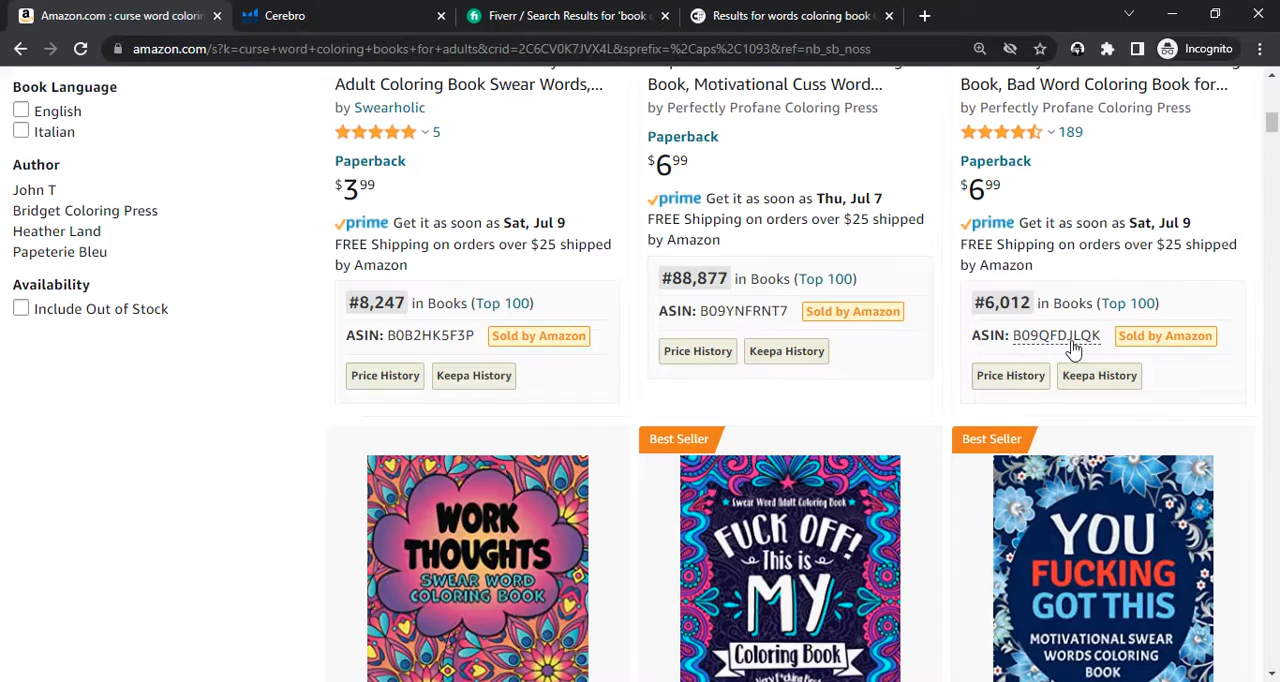 Amazon.com : curse word colorin
Cerebro
Fiverr / Search Results for 'book c
Results for words coloring book
amazon.com/s?k=curse+word+coloring+books+for+adults&crid=2C6CV0K7JVX4L&sprefix=%2Caps%2C1093&ref=nb_sb_noss
Incognito
Book Language
English
Italian
Author
John T
Bridget Coloring Press
Heather Land
Papeterie Bleu
Availability
Include Out of Stock
Adult Coloring Book Swear Words,...
by Swearholic
5
Paperback
$3 99
prime Get it as soon as Sat, Jul 9
FREE Shipping on orders over $25 shipped
by Amazon
#8,247 in Books (Top 100)
ASIN: B0B2HK5F3P Sold by Amazon
Price History Keepa History
Book, Motivational Cuss Word...
by Perfectly Profane Coloring Press
Paperback
$6 99
prime Get it as soon as Thu, Jul 7
FREE Shipping on orders over $25 shipped
by Amazon
#88,877 in Books (Top 100)
ASIN: B09YNFRNT7 Sold by Amazon
Price History Keepa History
Book, Bad Word Coloring Book for...
by Perfectly Profane Coloring Press
189
Paperback
$6 99
prime Get it as soon as Sat, Jul 9
FREE Shipping on orders over $25 shipped
by Amazon
#6,012 in Books (Top 100)
ASIN: B09QFDJLQK Sold by Amazon
Price History Keepa History
WORK
THOUGHTS
SWEAR WORD
COLORING BOOK
Best Seller
Swear Word Adult Coloring Book
FUCK OFF!
This is
MY
Coloring Book
Best Seller
YOU
FUCKING
GOT THIS
MOTIVATIONAL SWEAR
WORDS COLORING
BOOK